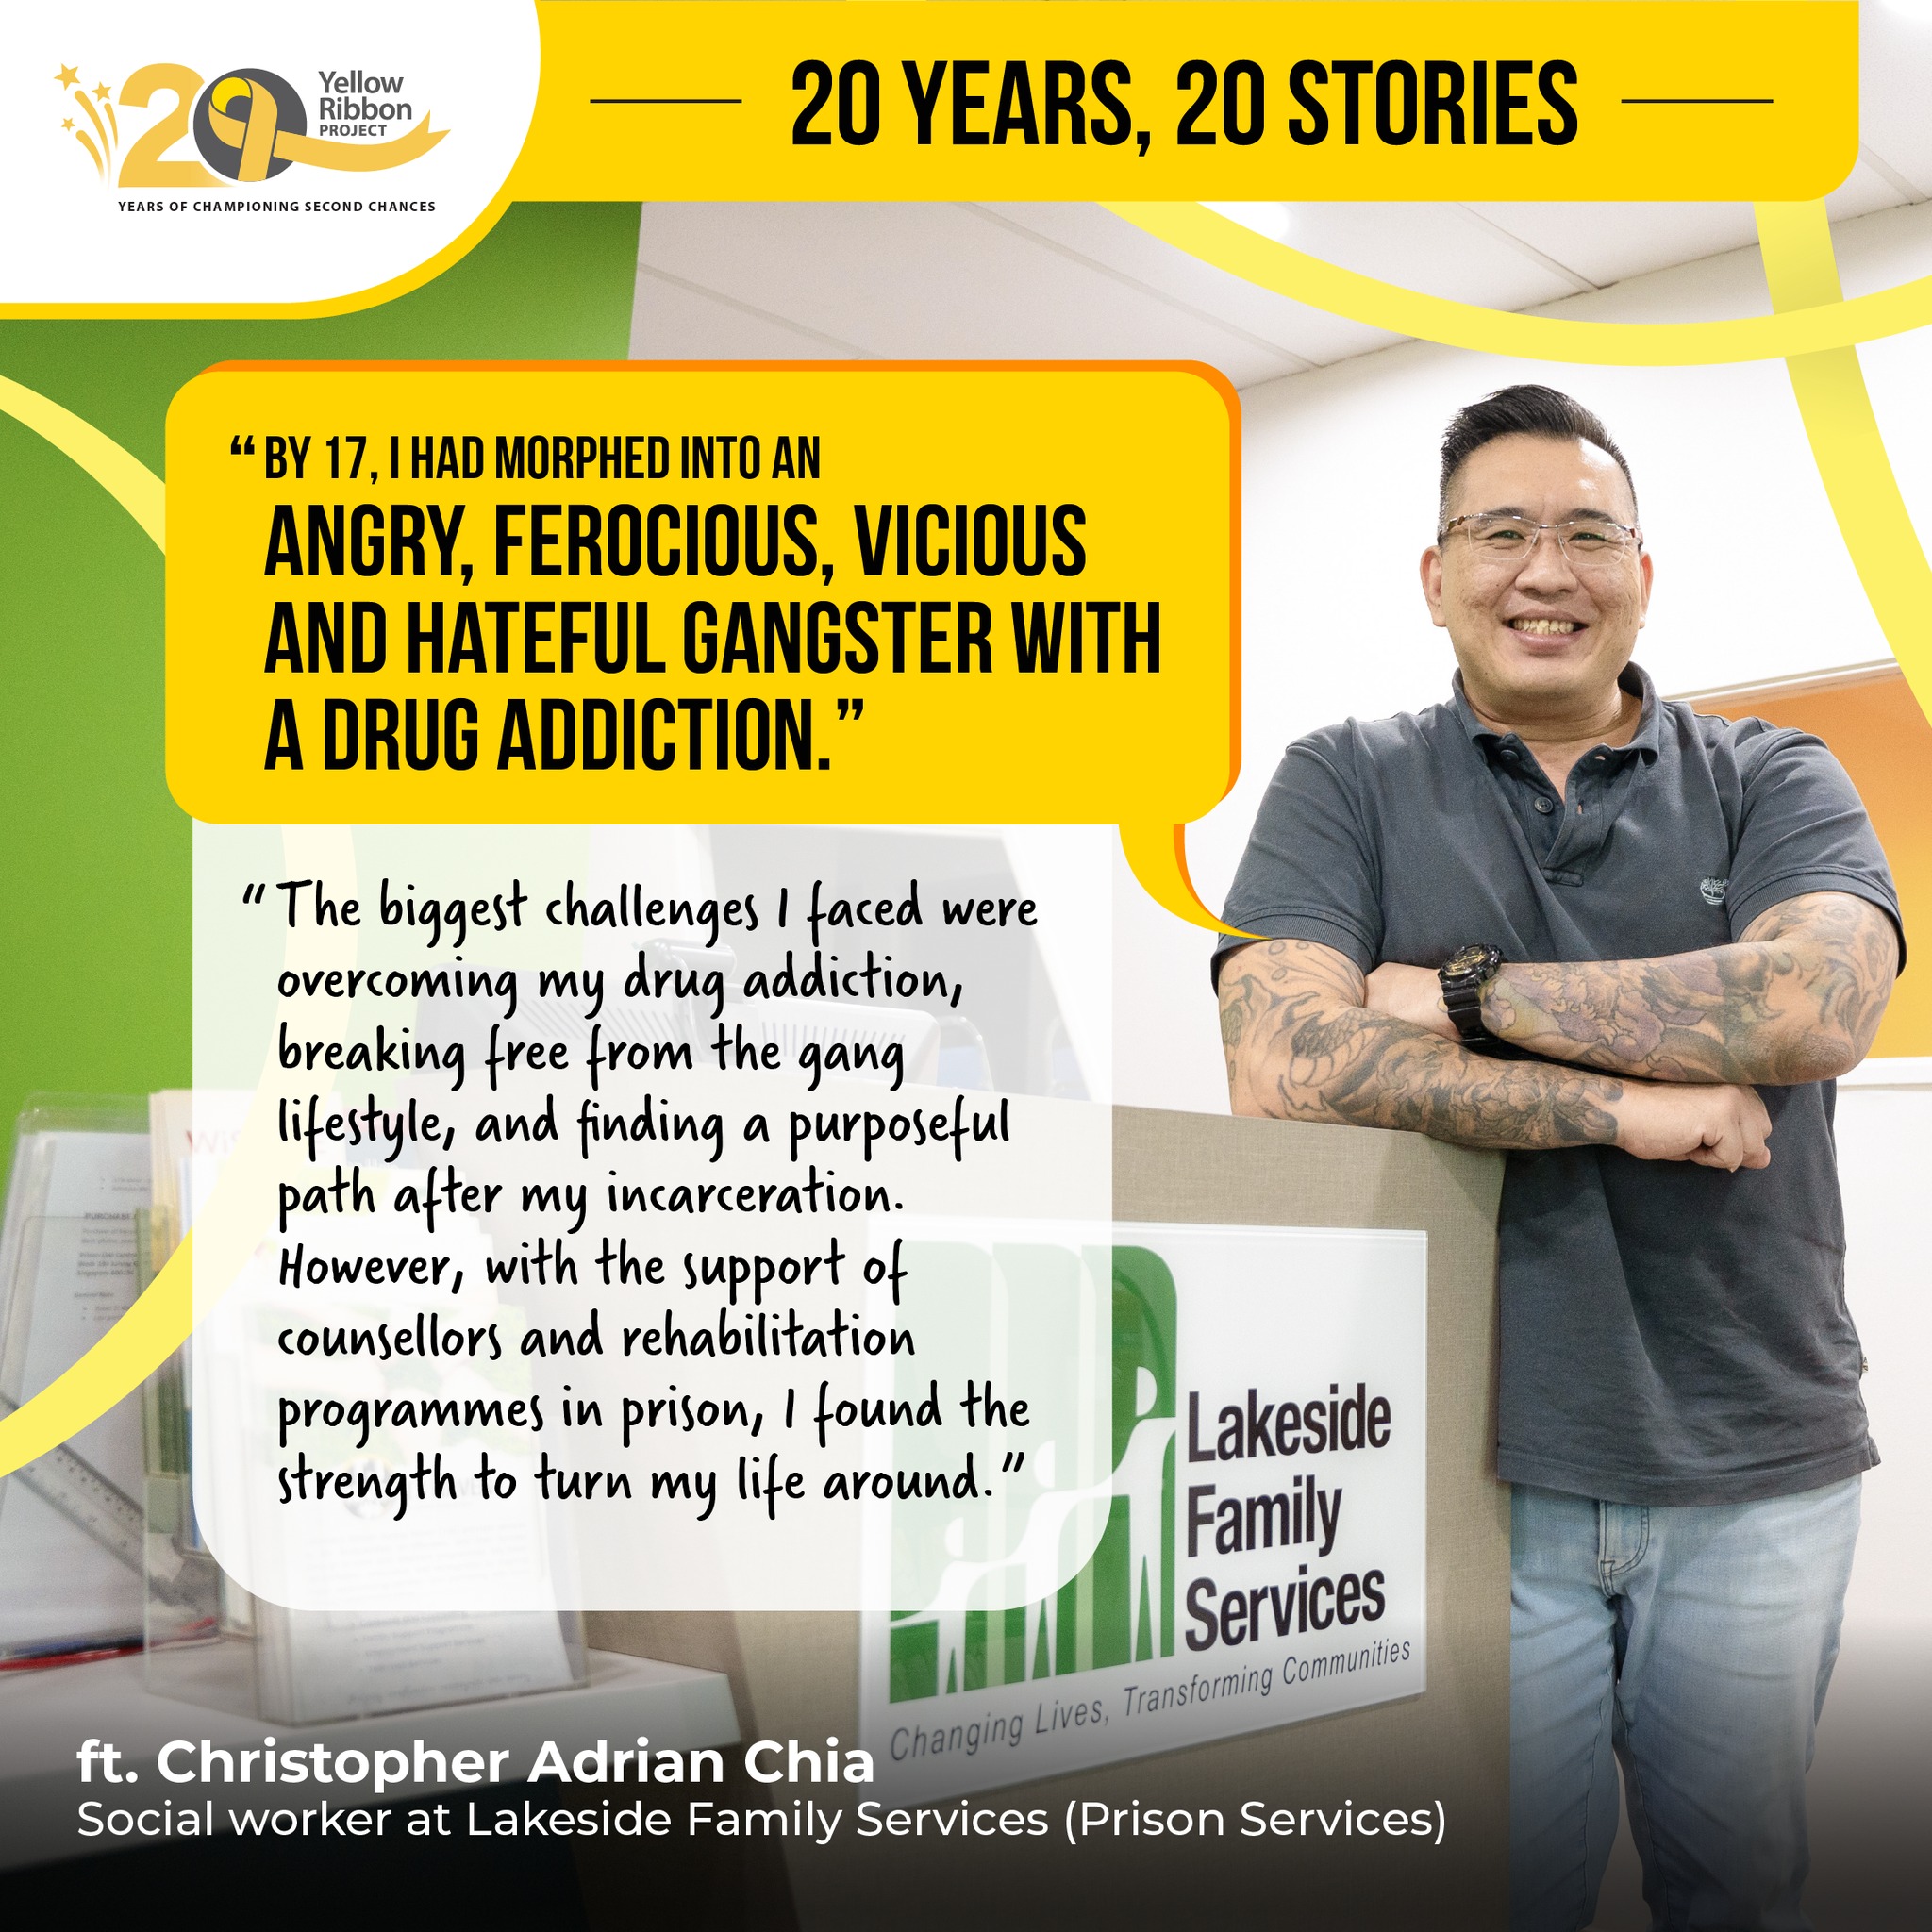 20
Yellow
Ribbon
PROJECT
YEARS OF CHAMPIONING SECOND CHANCES
20 YEARS, 20 STORIES
“BY 17, I HAD MORPHED INTO AN
ANGRY, FEROCIOUS, VICIOUS
AND HATEFUL GANGSTER WITH
A DRUG ADDICTION.”
“The biggest challenges I faced were
overcoming my drug addiction,
breaking free from the gang
lifestyle, and finding a purposeful
path after my incarceration.
However, with the support of
counsellors and rehabilitation
programmes in prison, I found the
strength to turn my life around.”
Lakeside
Family
Services
Changing Lives, Transforming Communities
ft. Christopher Adrian Chia
Social worker at Lakeside Family Services (Prison Services)